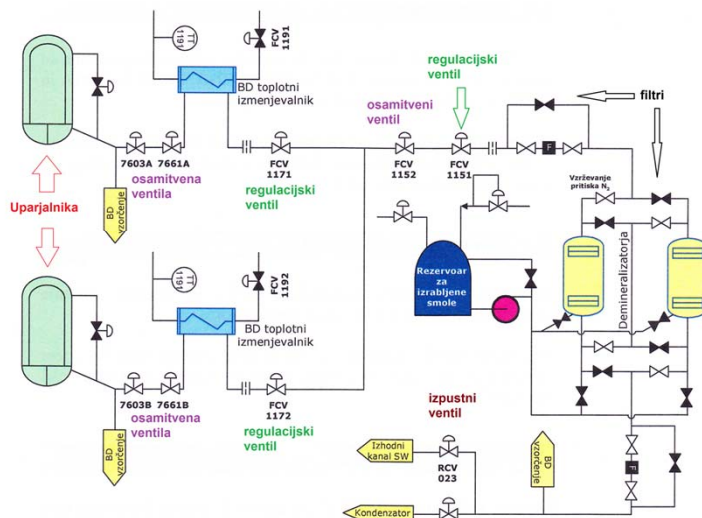 TT
1191
FCV
1191
BD toplotni
izmenjevalnik
regulacijski
ventil
osamitveni
ventil
filtri
7603A
7661A
osamitvena
ventila
FCV
1171
regulacijski
ventil
FCV
1152
FCV
1151
F
Vzrževanje
pritiska N₂
Uparjalnika
BD
vzorčenje
TT
1191
FCV
1192
BD toplotni
izmenjevalnik
Rezervoar
za
izrabljene
smole
Demineralizatorja
7603B
7661B
osamitvena
ventila
FCV
1172
regulacijski
ventil
izpustni
ventil
BD
vzorčenje
Izhodni
kanal SW
RCV
023
BD
vzorčenje
F
Kondenzator